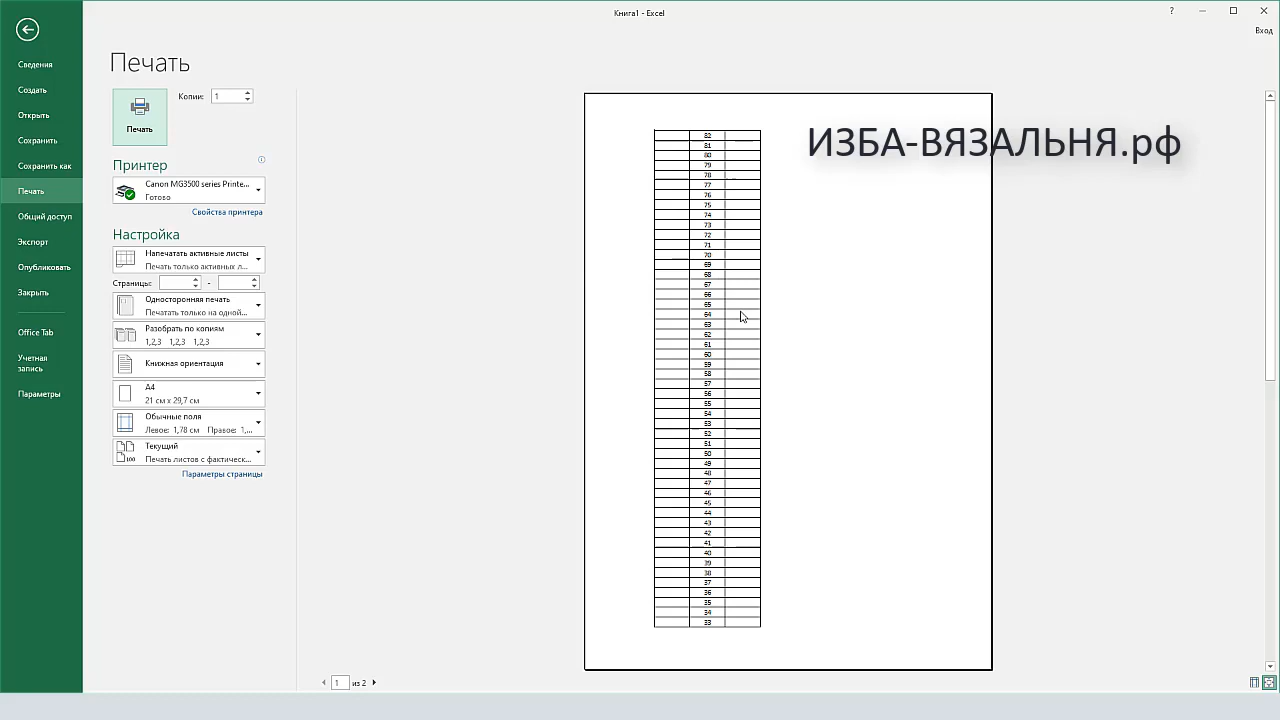 Книга1 - Excel
?
Вход
Сведения
Создать
Открыть
Сохранить
Сохранить как
Печать
Общий доступ
Экспорт
Опубликовать
Закрыть
Office Tab
Учетная
запись
Параметры
Печать
Печать
Копии: 1
Принтер
Canon MG3500 series Printe...
Готово
Свойства принтера
Настройка
Напечатать активные листы
Печать только активных л...
Страницы: -
Односторонняя печать
Печатать только на одной...
Разобрать по копиям
1,2,3 1,2,3 1,2,3
Книжная ориентация
A4
21 см x 29,7 см
Обычные поля
Левое: 1,78 см Правое: 1,...
Текущий
Печать листов с фактическ...
100
Параметры страницы
ИЗБА-ВЯЗАЛЬНЯ.рф
82
81
80
79
78
77
76
75
74
73
72
71
70
69
68
67
66
65
64
63
62
61
60
59
58
57
56
55
54
53
52
51
50
49
48
47
46
45
44
43
42
41
40
39
38
37
36
35
34
33
1 из 2